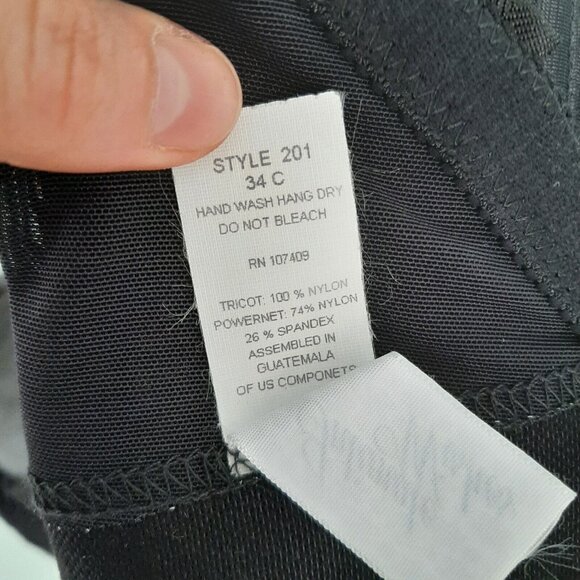 STYLE 201
34 C
HAND WASH HANG DRY
DO NOT BLEACH
RN 107409
TRICOT: 100 % NYLON
POWERNET: 74% NYLON
26 % SPANDEX
ASSEMBLED IN
GUATEMALA
OF US COMPONETS